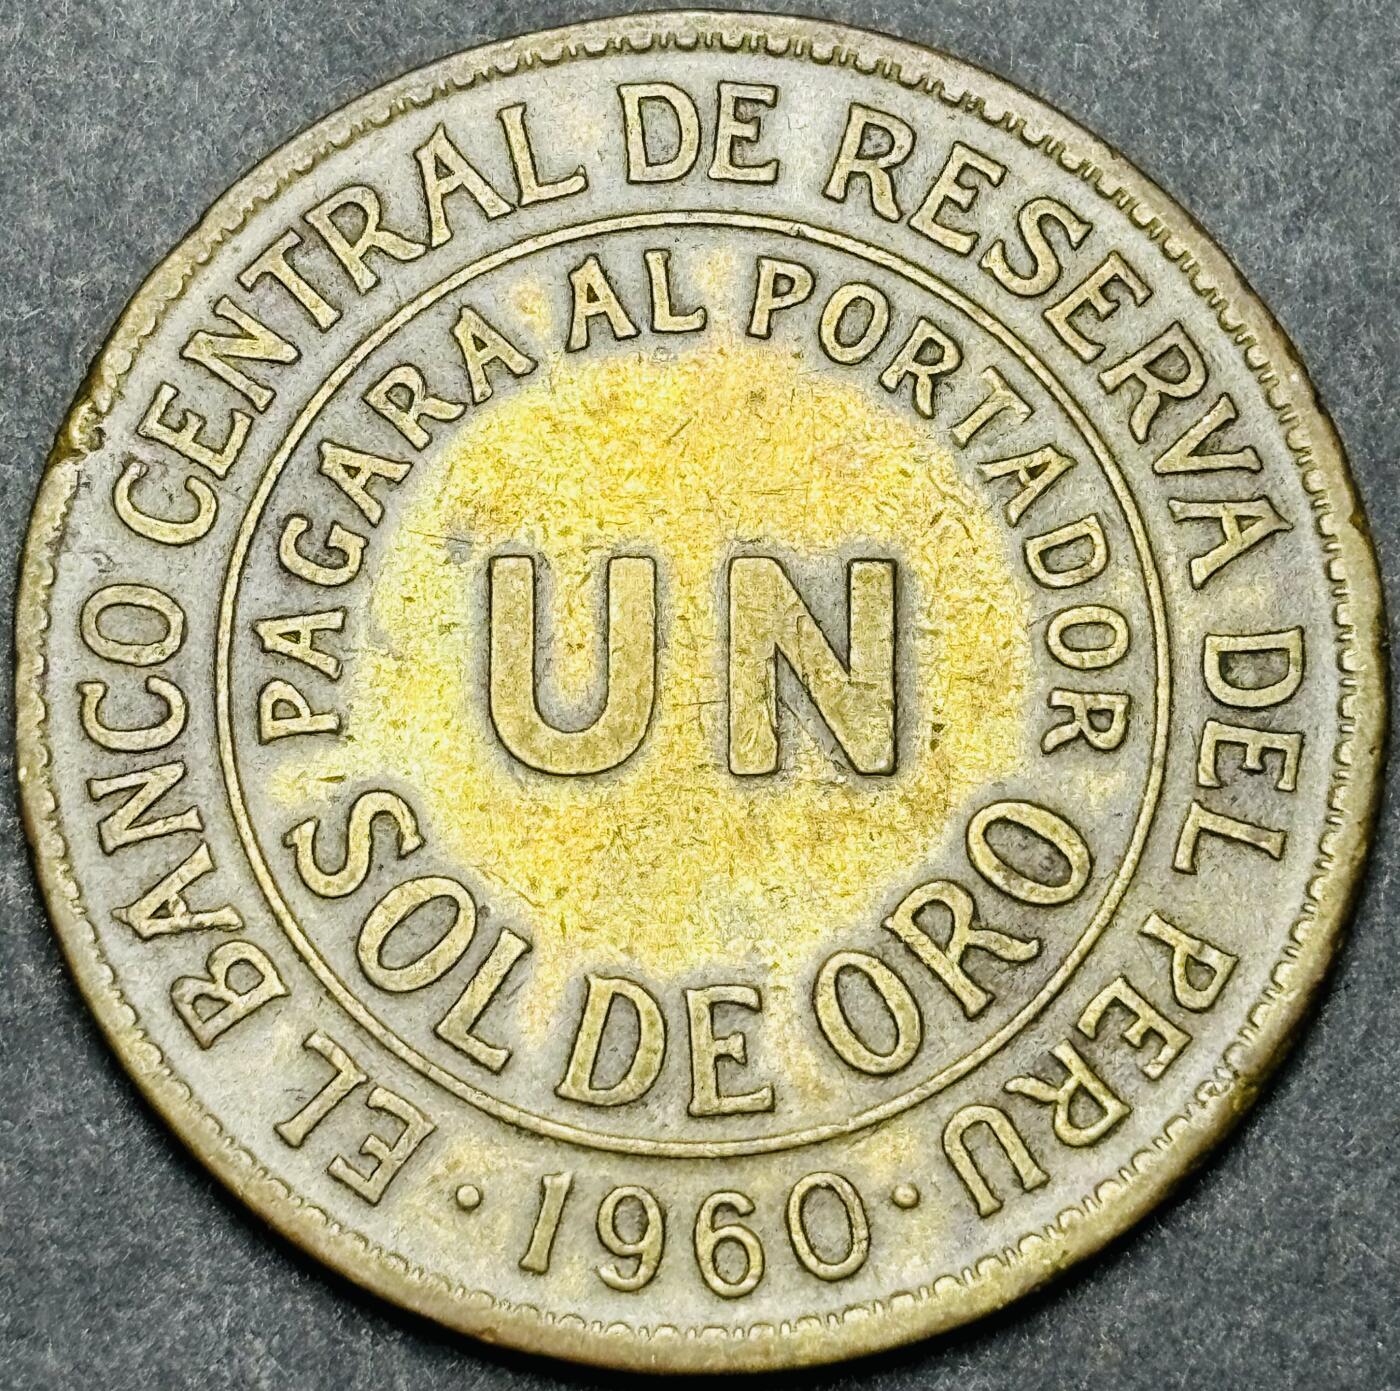 EL BANCO CENTRAL DE RESERVA DEL PERU
PAGARA AL PORTADOR
UN
SOL DE ORO
· 1960 ·